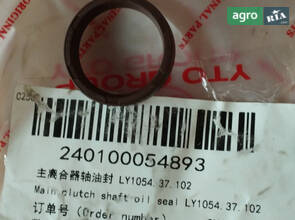 agro RIA
.com
YTO GROUP
240100054893
主离合器轴油封 LY1054.37.102
Main clutch shaft oil seal LY1054.37.102
订单号 (Order number)